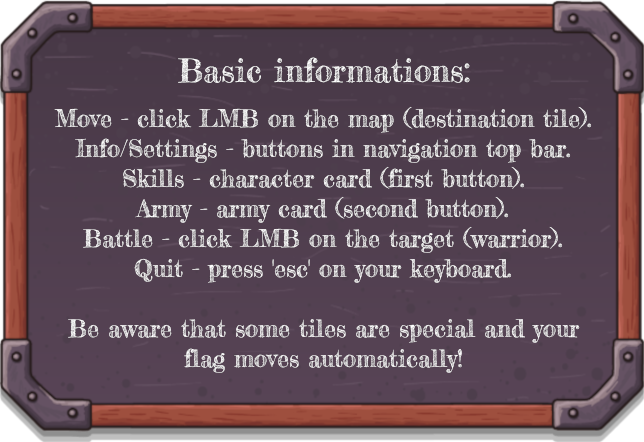 Basic informations:
Move - click LMB on the map (destination tile).
Info/Settings - buttons in navigation top bar.
Skills - character card (first button).
Army - army card (second button).
Battle - click LMB on the target (warrior).
Quit - press 'esc' on your keyboard.
Be aware that some tiles are special and your
flag moves automatically!